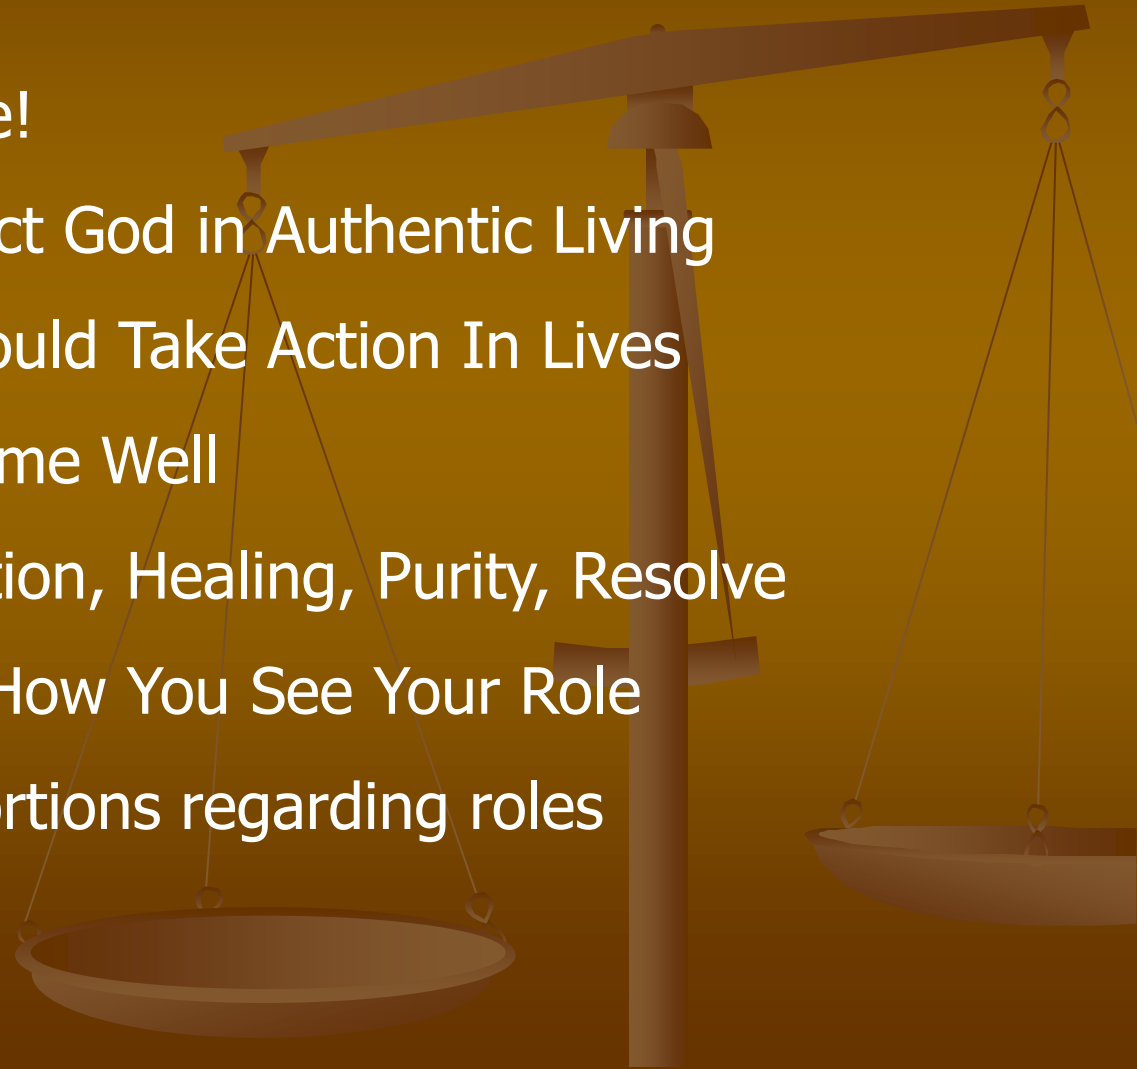 e!
ct God in Authentic Living
ould Take Action In Lives
me Well
tion, Healing, Purity, Resolve
How You See Your Role
ortions regarding roles